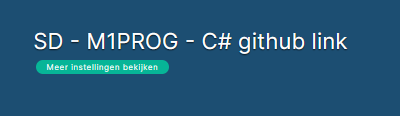 SD - M1PROG - C# github link
Meer instellingen bekijken